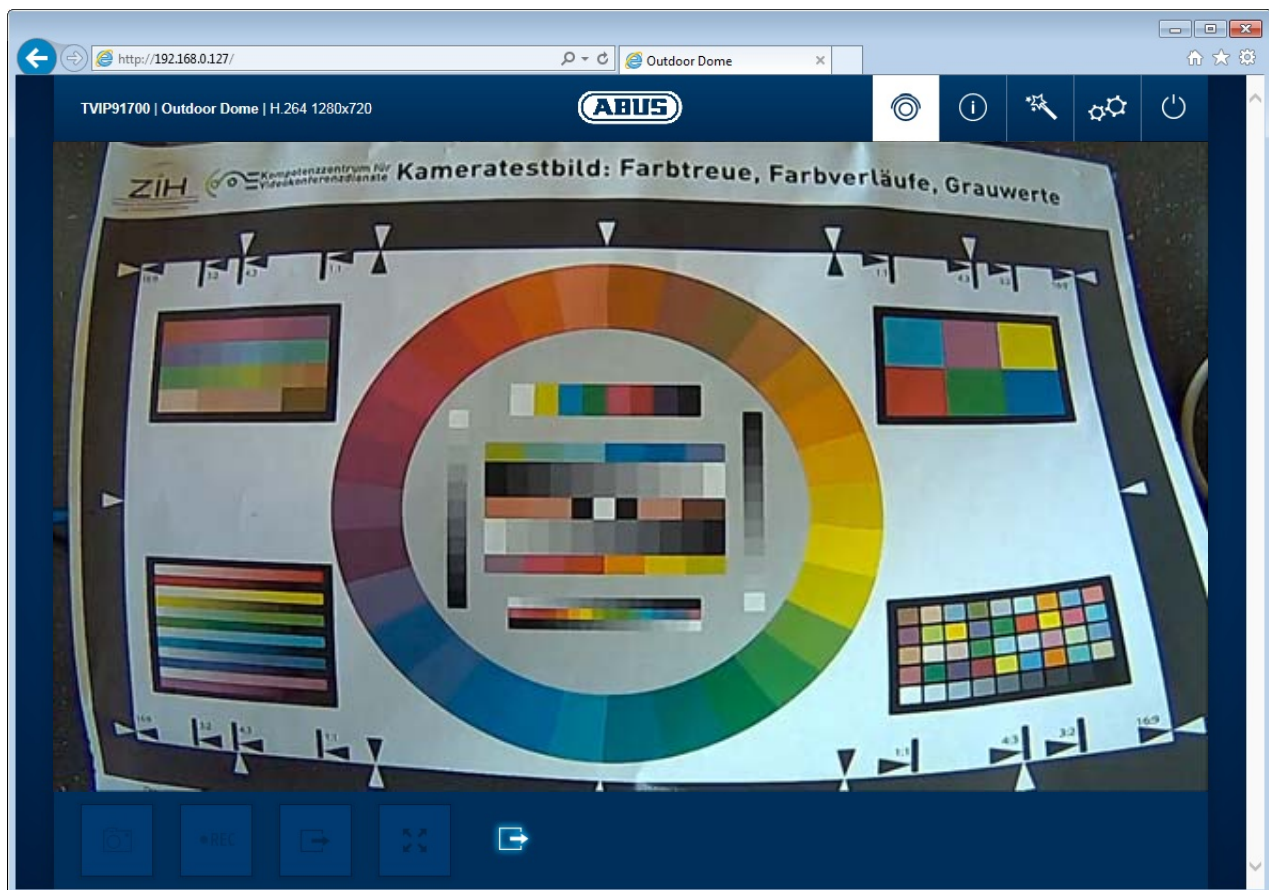 http://192.168.0.127/
Outdoor Dome
TVIP91700 | Outdoor Dome | H.264 1280x720
ABUS
ZIH
Kompetenzzentrum für
Videokonferenzdienste
Kameratestbild: Farbtreue, Farbverläufe, Grauwerte
16:9 3:2 4:3 1:1 1:1 4:3 3:2 16:9
16:9 3:2 4:3 1:1 1:1 4:3 3:2 16:9
REC